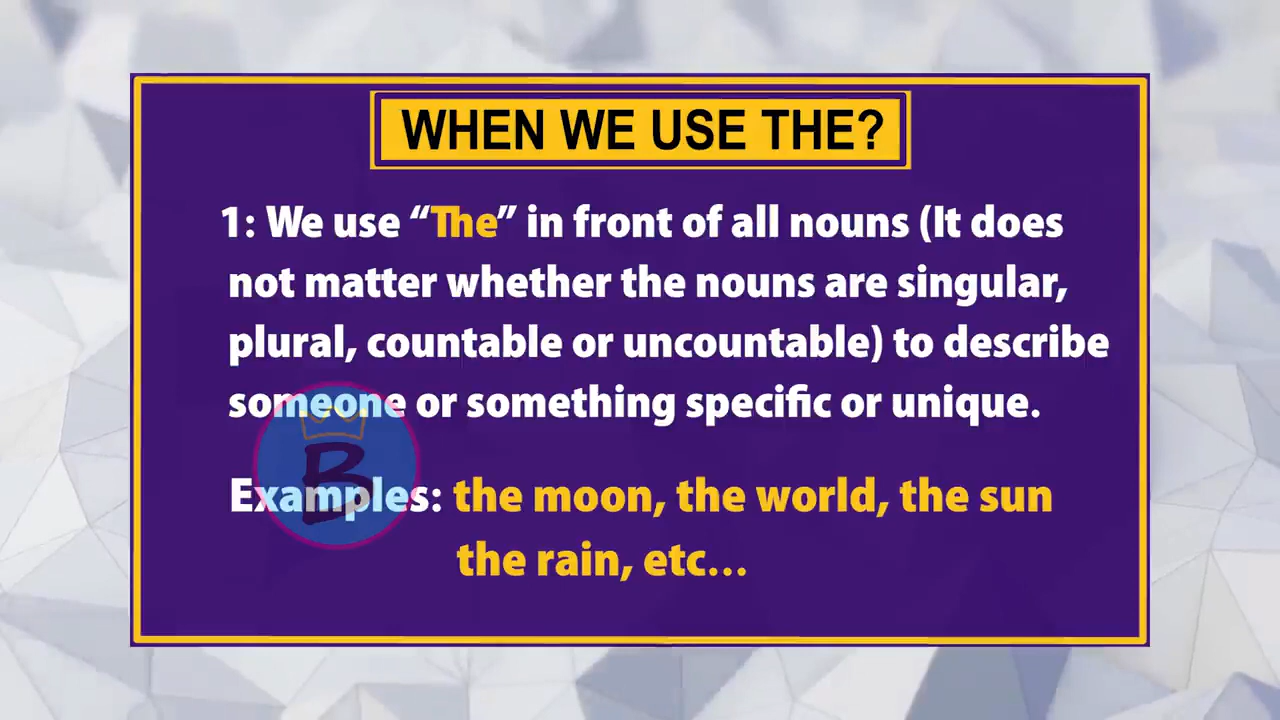 WHEN WE USE THE?
1: We use “The” in front of all nouns (It does
not matter whether the nouns are singular,
plural, countable or uncountable) to describe
someone or something specific or unique.
Examples: the moon, the world, the sun
the rain, etc...
B